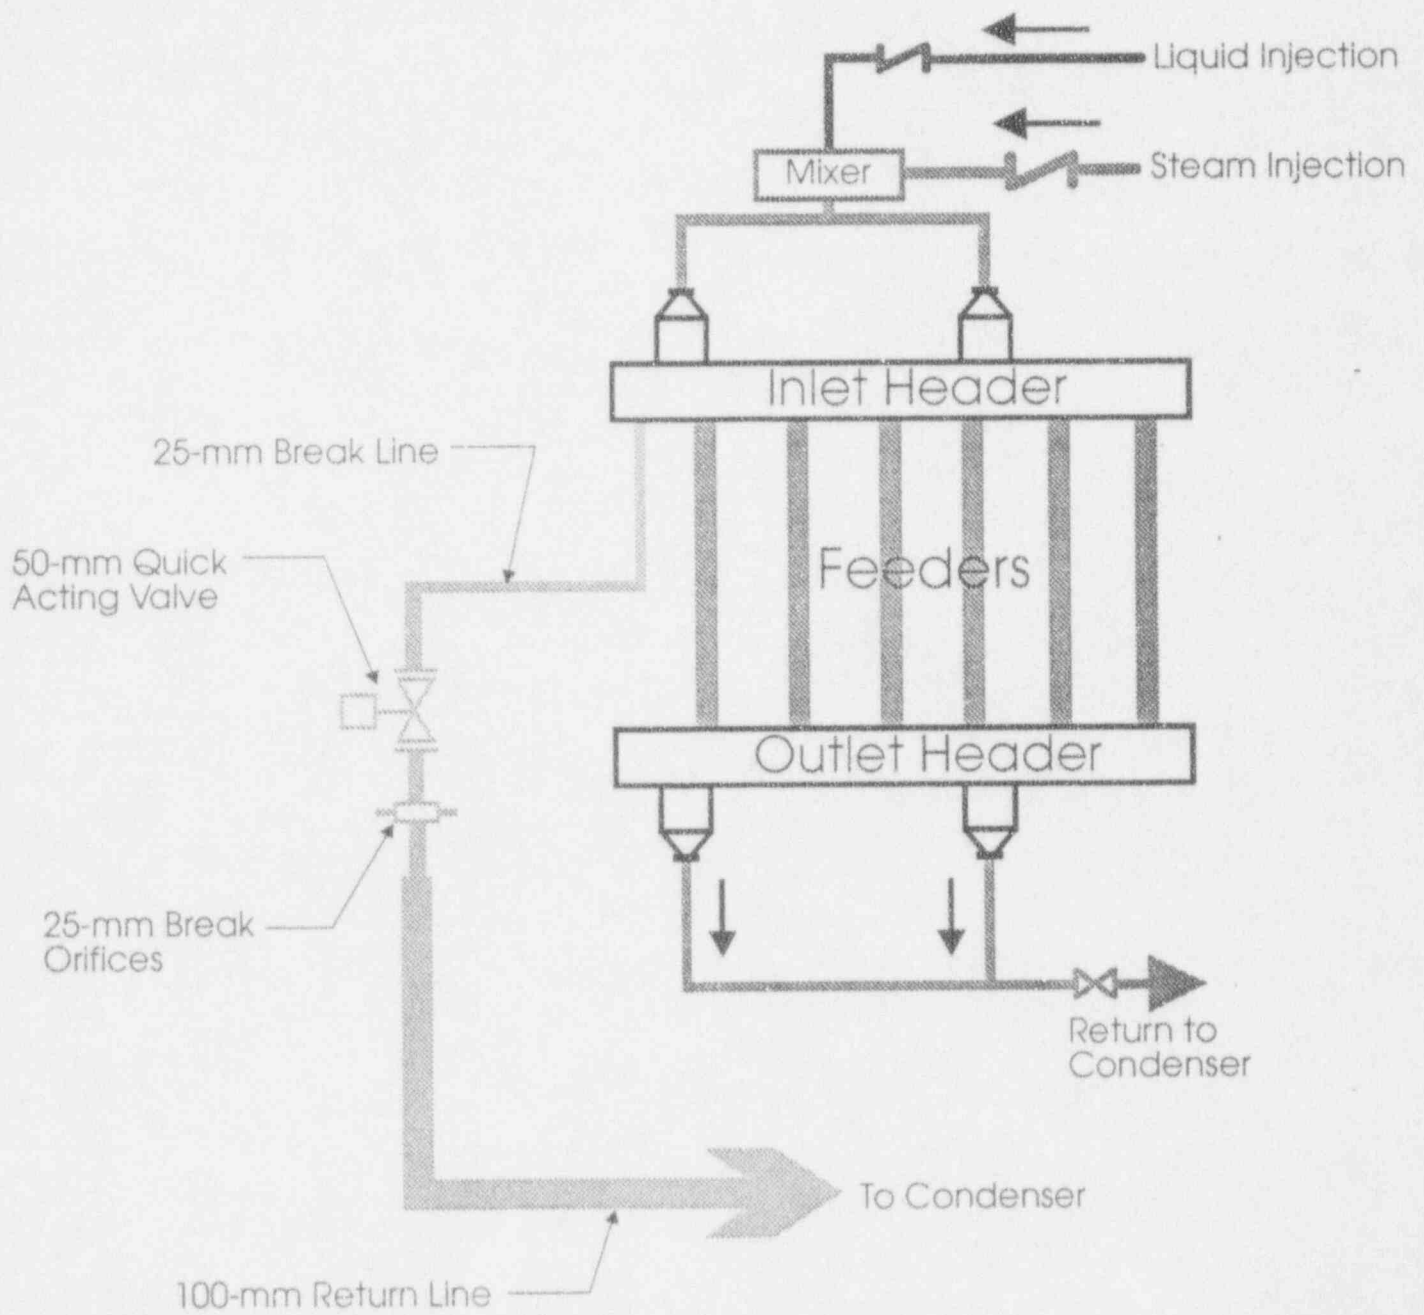 Liquid Injection
Steam Injection
Mixer
Inlet Header
25-mm Break Line
50-mm Quick
Acting Valve
Feeders
Outlet Header
25-mm Break
Orifices
Return to
Condenser
To Condenser
100-mm Return Line